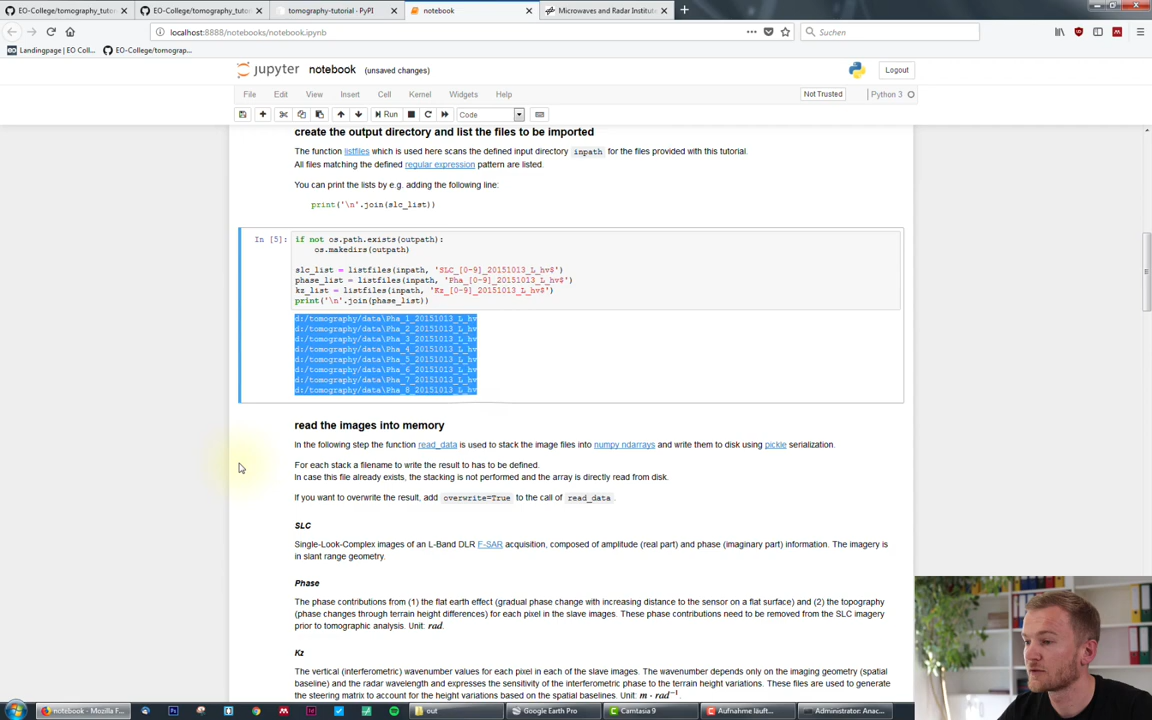 EO-College/tomography_tutor
EO-College/tomography_tutor
tomography-tutorial · PyPI
notebook
Microwaves and Radar Institute
localhost:8888/notebooks/notebook.ipynb
Suchen
Landingpage | EO Coll...
EO-College/tomograp...
jupyter
notebook
(unsaved changes)
Logout
File
Edit
View
Insert
Cell
Kernel
Widgets
Help
Not Trusted
Python 3
Run
Code
create the output directory and list the files to be imported
The function listfiles which is used here scans the defined input directory inpath for the files provided with this tutorial.
All files matching the defined regular expression pattern are listed.
You can print the lists by e.g. adding the following line:
print('\n'.join(slc_list))
In [5]:
if not os.path.exists(outpath):
os.makedirs(outpath)
slc_list = listfiles(inpath, 'SLC_[0-9]_20151013_L_hv$')
phase_list = listfiles(inpath, 'Pha_[0-9]_20151013_L_hv$')
kz_list = listfiles(inpath, 'Kz_[0-9]_20151013_L_hv$')
print('\n'.join(phase_list))
d:/tomography/data\Pha_1_20151013_L_hv
d:/tomography/data\Pha_2_20151013_L_hv
d:/tomography/data\Pha_3_20151013_L_hv
d:/tomography/data\Pha_4_20151013_L_hv
d:/tomography/data\Pha_5_20151013_L_hv
d:/tomography/data\Pha_6_20151013_L_hv
d:/tomography/data\Pha_7_20151013_L_hv
d:/tomography/data\Pha_8_20151013_L_hv
read the images into memory
In the following step the function read_data is used to stack the image files into numpy ndarrays and write them to disk using pickle serialization.
For each stack a filename to write the result to has to be defined.
In case this file already exists, the stacking is not performed and the array is directly read from disk.
If you want to overwrite the result, add overwrite=True to the call of read_data .
SLC
Single-Look-Complex images of an L-Band DLR F-SAR acquisition, composed of amplitude (real part) and phase (imaginary part) information. The imagery is
in slant range geometry.
Phase
The phase contributions from (1) the flat earth effect (gradual phase change with increasing distance to the sensor on a flat surface) and (2) the topography
(phase changes through terrain height differences) for each pixel in the slave images. These phase contributions need to be removed from the SLC imagery
prior to tomographic analysis. Unit: rad.
Kz
The vertical (interferometric) wavenumber values for each pixel in each of the slave images. The wavenumber depends only on the imaging geometry (spatial
baseline) and the radar wavelength and expresses the sensitivity of the interferometric phase to the terrain height variations. These files are used to generate
the steering matrix to account for the height variations based on the spatial baselines. Unit: m · rad⁻¹.
notebook - Mozilla F...
out
Google Earth Pro
Camtasia 9
Aufnahme läuft...
Administrator: Anac...